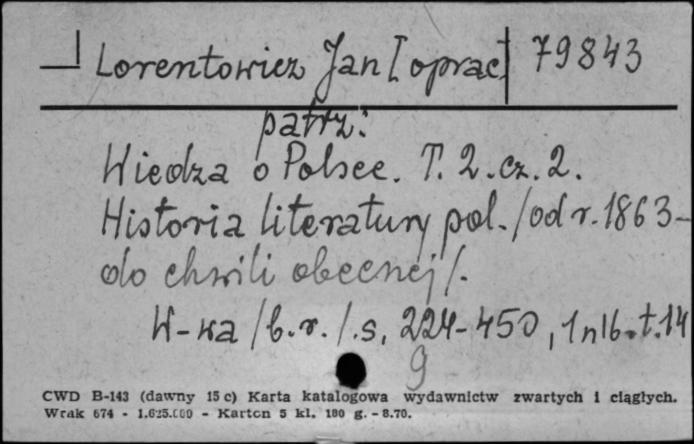 Lorentowicz Jan [oprac] 79843
patrz:
Wiedza o Polsce. T. 2. cz. 2.
Historia literatury pol. /od r. 1863-
do chwili obecnej/.
W-wa /b.r./. s. 224-450, 1 nlb. t. 14
9
CWD B-143 (dawny 15 c) Karta katalogowa wydawnictw zwartych i ciągłych.
Wrak 674 - 1.625.000 - Karton 5 kl. 180 g. - 8.70.